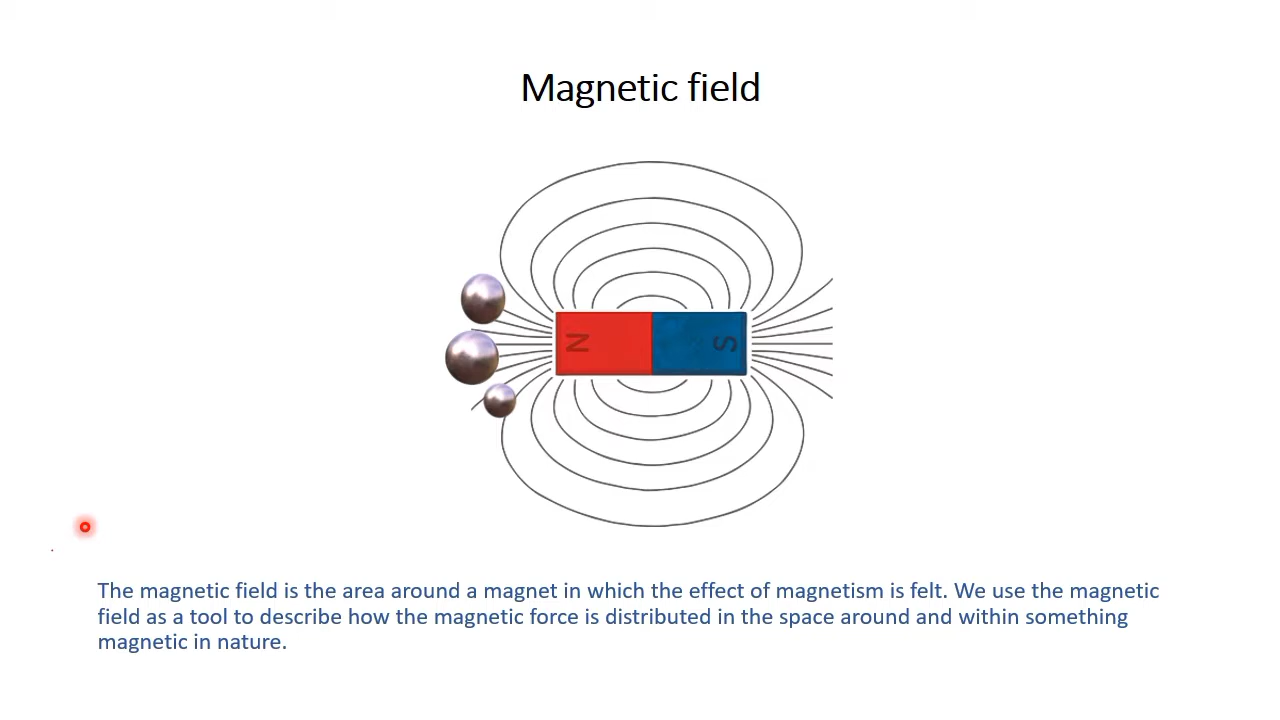 Magnetic field
N
S
The magnetic field is the area around a magnet in which the effect of magnetism is felt. We use the magnetic
field as a tool to describe how the magnetic force is distributed in the space around and within something
magnetic in nature.